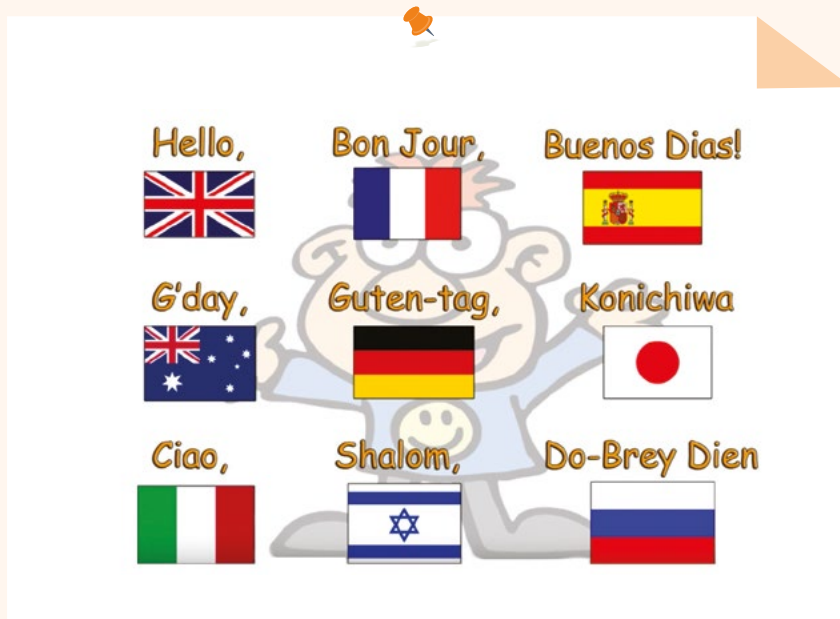 Hello, Bon Jour, Buenos Dias!
G'day, Guten-tag, Konichiwa
Ciao, Shalom, Do-Brey Dien